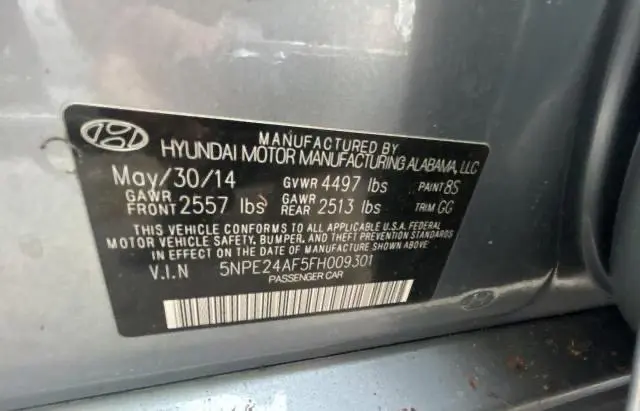 MANUFACTURED BY
HYUNDAI MOTOR MANUFACTURING ALABAMA, LLC
May/30/14 GVWR 4497 lbs PAINT 8S
GAWR FRONT 2557 lbs GAWR REAR 2513 lbs TRIM GG
THIS VEHICLE CONFORMS TO ALL APPLICABLE U.S.A. FEDERAL
MOTOR VEHICLE SAFETY, BUMPER, AND THEFT PREVENTION STANDARDS
IN EFFECT ON THE DATE OF MANUFACTURE SHOWN ABOVE.
V.I.N 5NPE24AF5FH009301
PASSENGER CAR